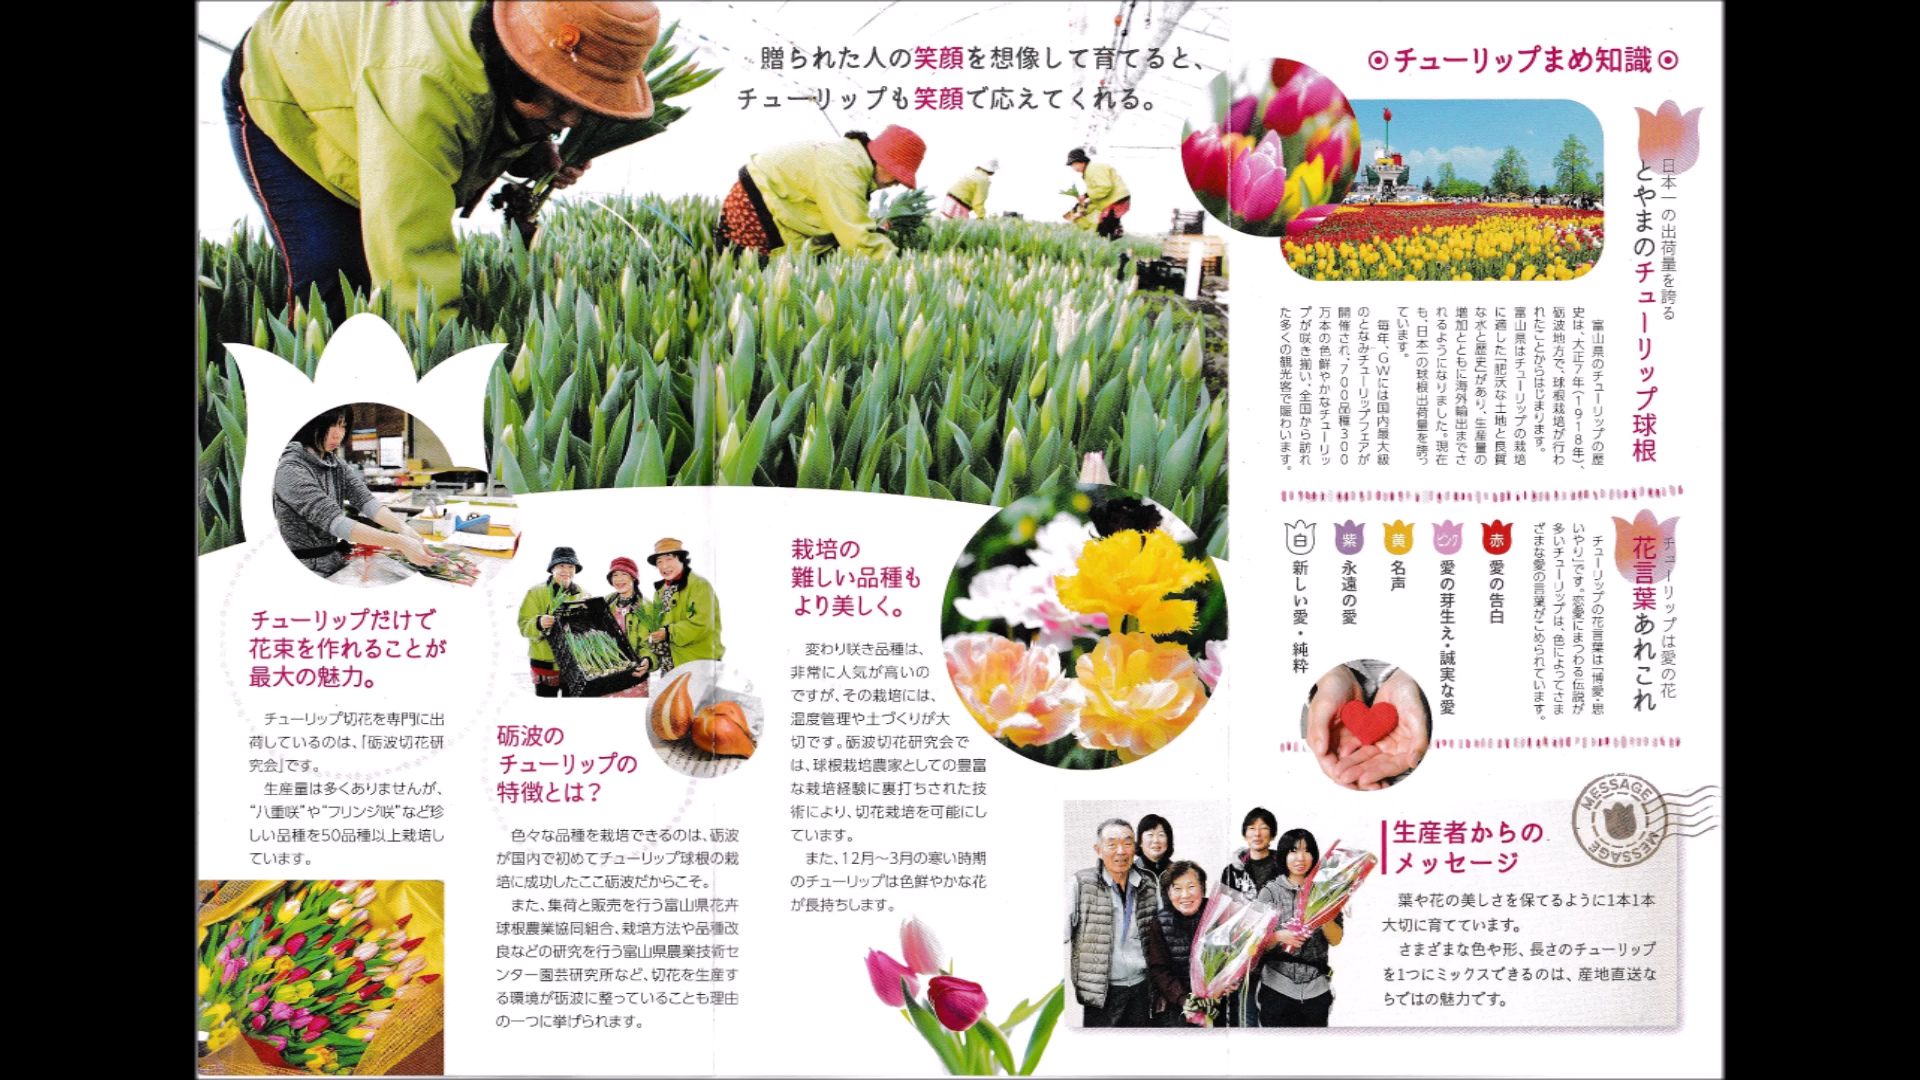 贈られた人の笑顔を想像して育てると、
チューリップも笑顔で応えてくれる。
チューリップだけで
花束を作れることが
最大の魅力。
チューリップ切花を専門に出
荷しているのは、「砺波切花研
究会」です。
生産量は多くありませんが、
“八重咲”や“フリンジ咲”など珍
しい品種を50品種以上栽培し
ています。
砺波の
チューリップの
特徴とは？
色々な品種を栽培できるのは、砺波
が国内で初めてチューリップ球根の栽
培に成功したここ砺波だからこそ。
また、集荷と販売を行う富山県花卉
球根農業協同組合、栽培方法や品種改
良などの研究を行う富山県農業技術セ
ンター園芸研究所など、切花を生産す
る環境が砺波に整っていることも理由
の一つに挙げられます。
栽培の
難しい品種も
より美しく。
変わり咲き品種は、
非常に人気が高いの
ですが、その栽培には、
温度管理や土づくりが大
切です。砺波切花研究会で
は、球根栽培農家としての豊富
な栽培経験に裏打ちされた技
術により、切花栽培を可能にし
ています。
また、12月～3月の寒い時期
のチューリップは色鮮やかな花
が長持ちします。
チューリップまめ知識
日本一の出荷量を誇る
とやまのチューリップ球根
富山県のチューリップの歴
史は、大正7年（1918年）、
砺波地方で、球根栽培が行わ
れたことからはじまります。
富山県はチューリップの栽培
に適した「肥沃な土地と良質
な水と歴史」があり、生産量の
増加とともに海外輸出までさ
れるようになりました。現在
も、日本一の球根出荷量を誇っ
ています。
毎年、GWには国内最大級
のとなみチューリップフェアが
開催され、700品種300
万本の色鮮やかなチューリッ
プが咲き揃い、全国から訪れ
た多くの観光客で賑わいます。
チューリップは愛の花
花言葉あれこれ
チューリップの花言葉は「博愛・思
いやり」です。恋愛にまつわる伝説が
多いチューリップは、色によってさま
ざまな愛の言葉がこめられています。
赤 愛の告白
ピンク 愛の芽生え・誠実な愛
黄 名声
紫 永遠の愛
白 新しい愛・純粋
生産者からの
メッセージ
MESSAGE
MESSAGE
葉や花の美しさを保てるように1本1本
大切に育てています。
さまざまな色や形、長さのチューリップ
を1つにミックスできるのは、産地直送な
らではの魅力です。